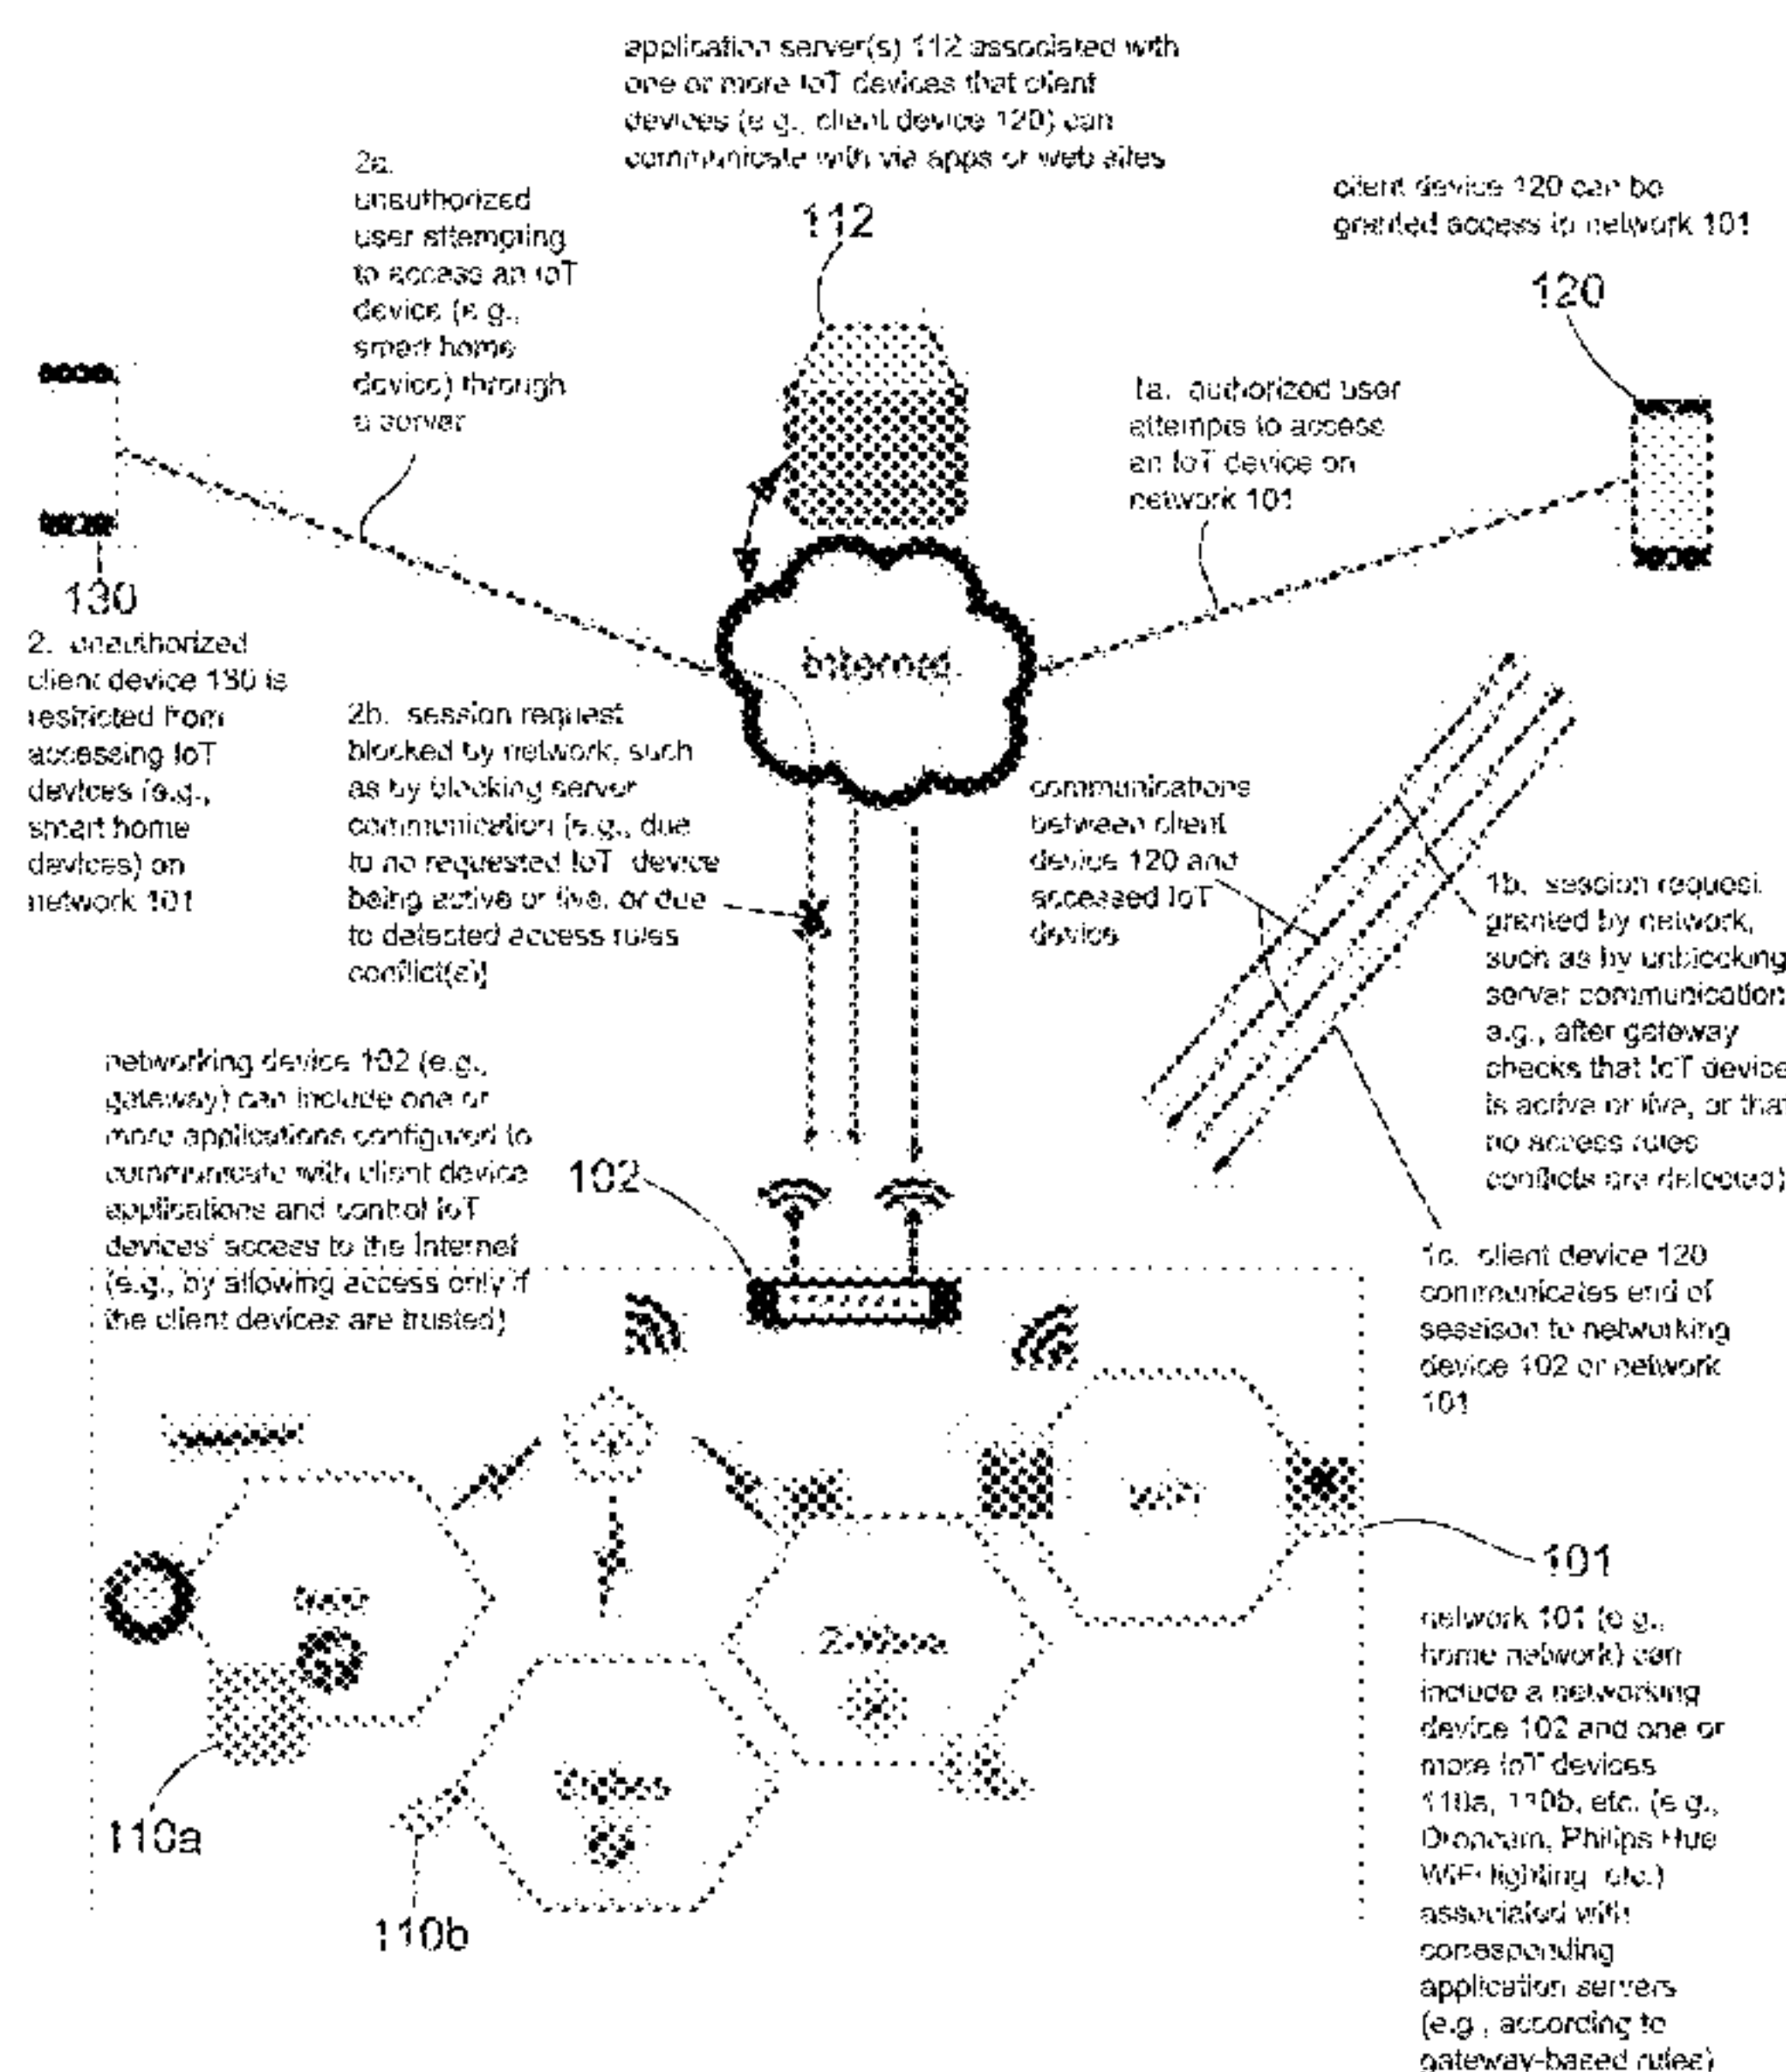 application server(s) 112 associated with
one or more IoT devices that client
devices (e.g., client device 120) can
communicate with via apps or web sites
112
2a.
unauthorized
user attempting
to access an IoT
device (e.g.,
smart home
device) through
a server
client device 120 can be
granted access to network 101
120
1a. authorized user
attempts to access
an IoT device on
network 101
130
2. unauthorized
client device 130 is
restricted from
accessing IoT
devices (e.g.,
smart home
devices) on
network 101
Internet
2b. session request
blocked by network, such
as by blocking server
communication (e.g., due
to no requested IoT device
being active or live, or due
to detected access rules
conflict(s))
communications
between client
device 120 and
accessed IoT
device
1b. session request
granted by network,
such as by unblocking
server communication
e.g., after gateway
checks that IoT device
is active or live, or that
no access rules
conflicts are detected)
networking device 102 (e.g.,
gateway) can include one or
more applications configured to
communicate with client device
applications and control IoT
devices' access to the Internet
(e.g., by allowing access only if
the client devices are trusted)
102
1c. client device 120
communicates end of
sessison to networking
device 102 or network
101
WiFi
101
Z-Wave
110a
110b
network 101 (e.g.,
home network) can
include a networking
device 102 and one or
more IoT devices
110a, 110b, etc. (e.g.,
Dropcam, Philips Hue
WiFi lighting, etc.)
associated with
corresponding
application servers
(e.g., according to
gateway-based rules)